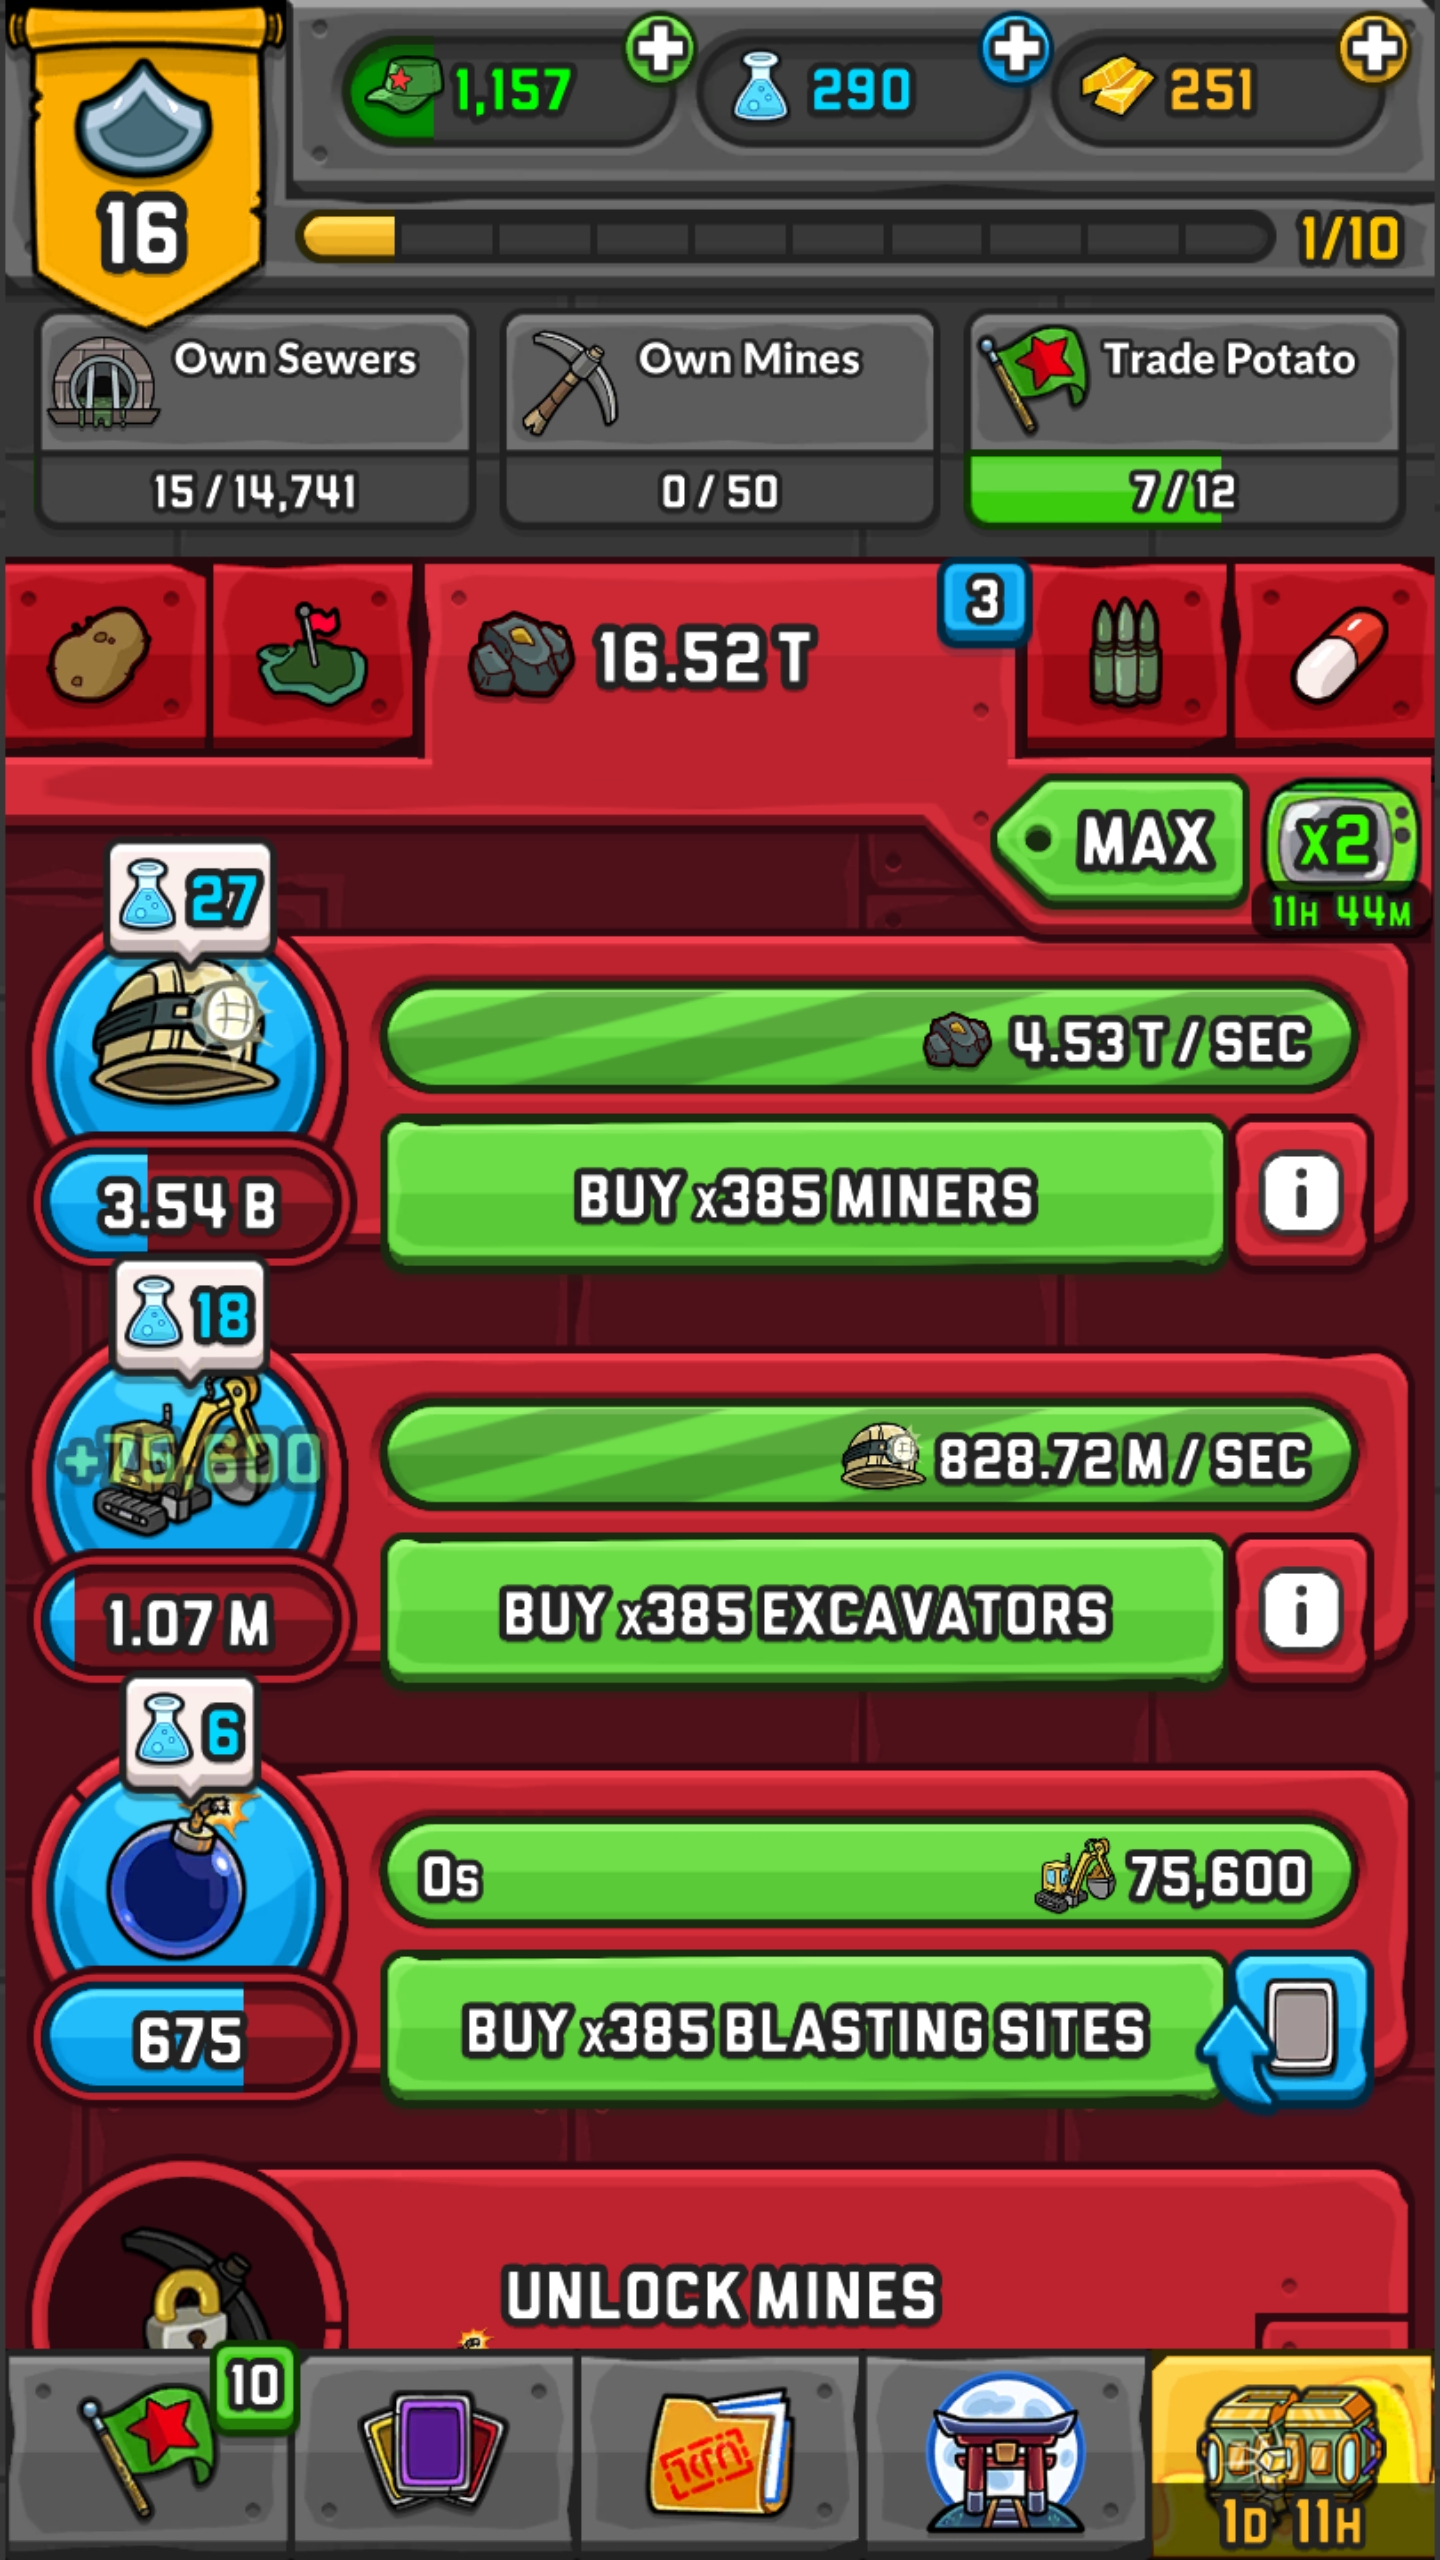 1,157
290
251
16
1/10
Own Sewers
15 / 14,741
Own Mines
0 / 50
Trade Potato
7 / 12
16.52 T
3
MAX
x2
11H 44M
27
4.53 T / SEC
3.54 B
BUY x385 MINERS
i
18
+75,600
828.72 M / SEC
1.07 M
BUY x385 EXCAVATORS
i
6
0s
75,600
675
BUY x385 BLASTING SITES
UNLOCK MINES
10
1D 11H